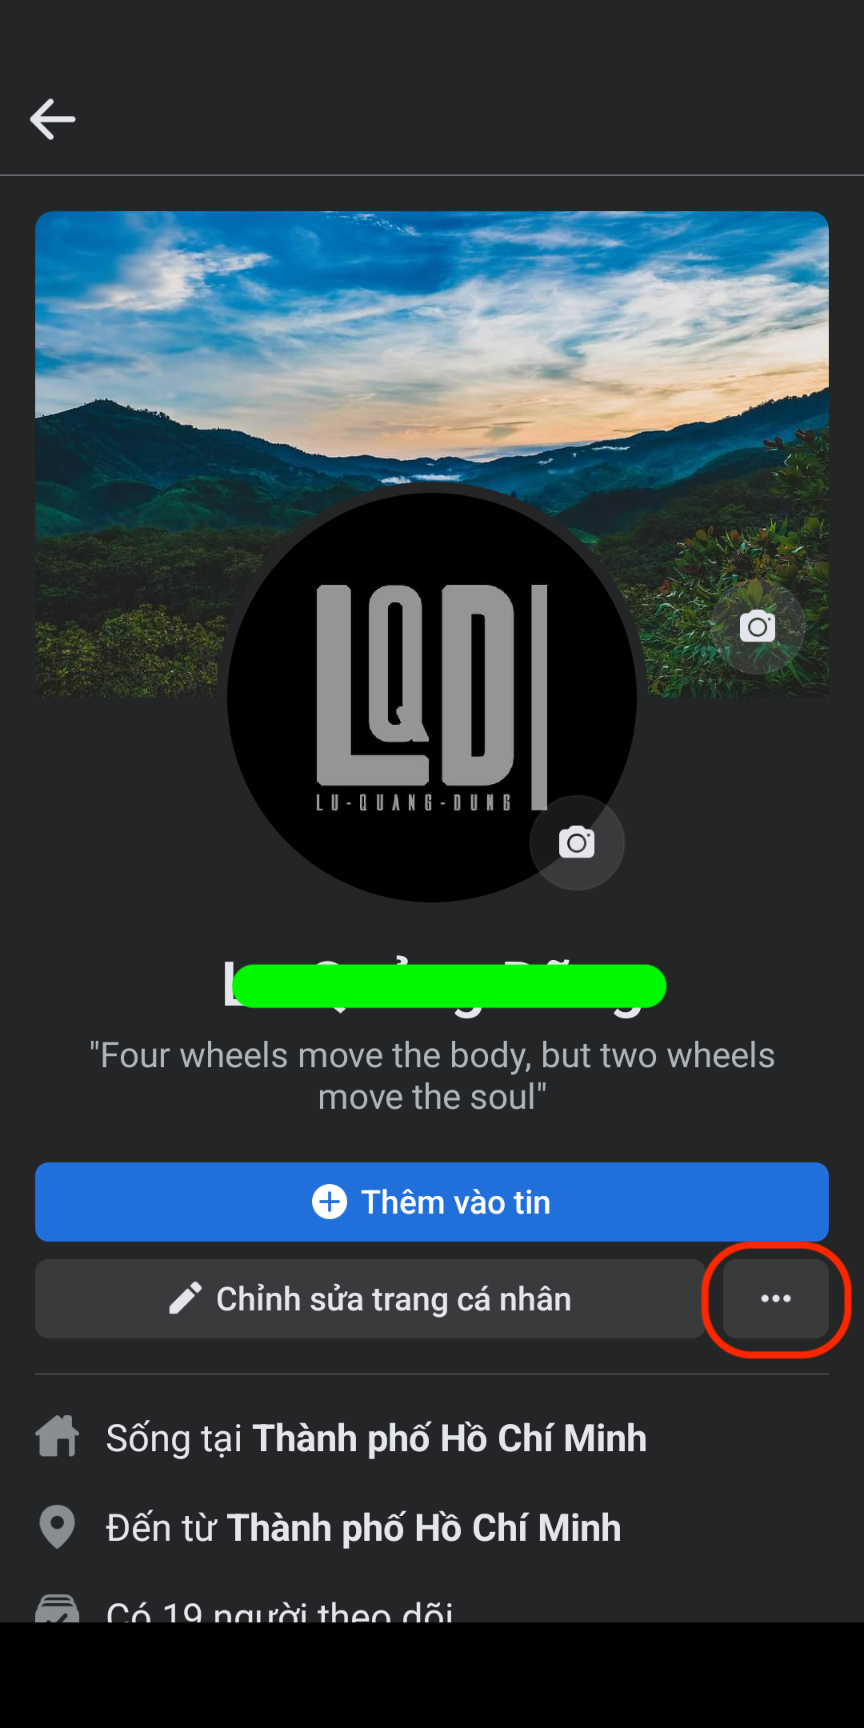 LQD
LU-QUANG-DUNG
"Four wheels move the body, but two wheels
move the soul"
Thêm vào tin
Chỉnh sửa trang cá nhân
Sống tại Thành phố Hồ Chí Minh
Đến từ Thành phố Hồ Chí Minh
Có 19 người theo dõi